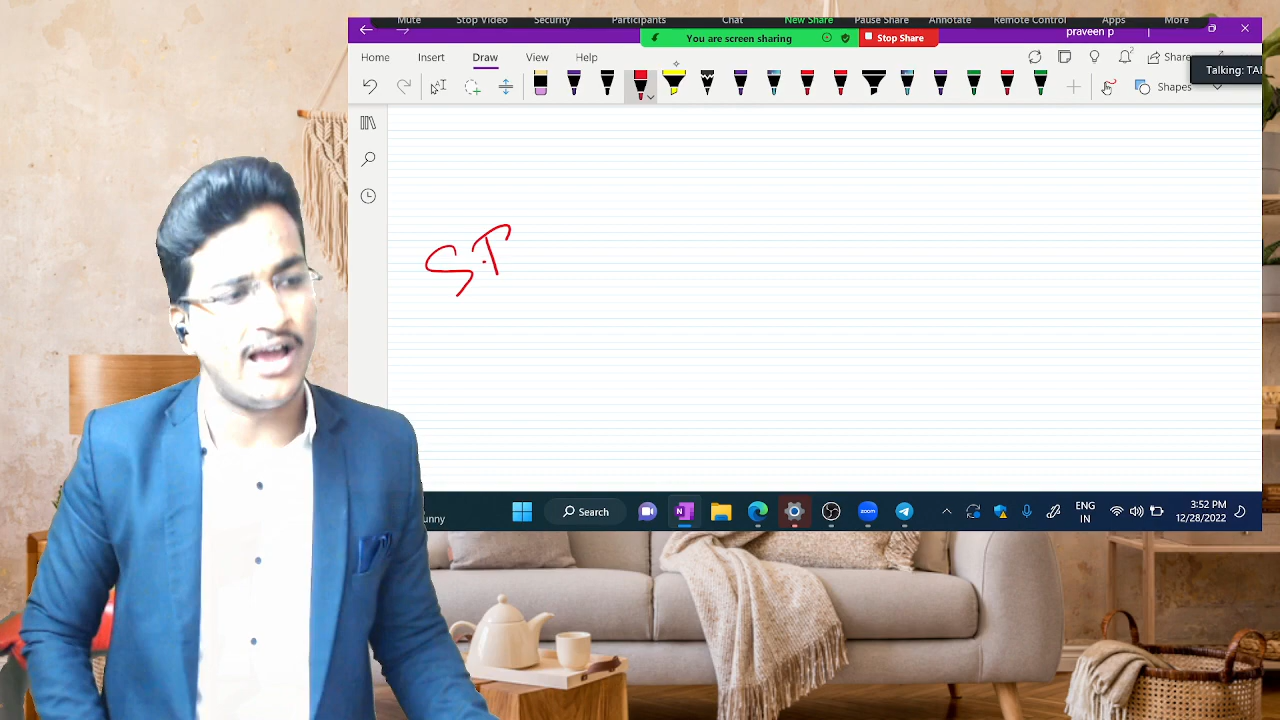 Mute Stop Video Security Participants Chat New Share Pause Share Annotate Remote Control Apps More
You are screen sharing Stop Share
praveen p
Home Insert Draw View Help
Share
Talking: TA
Shapes
S.P
unny
Search
zoom
ENG
IN
3:52 PM
12/28/2022